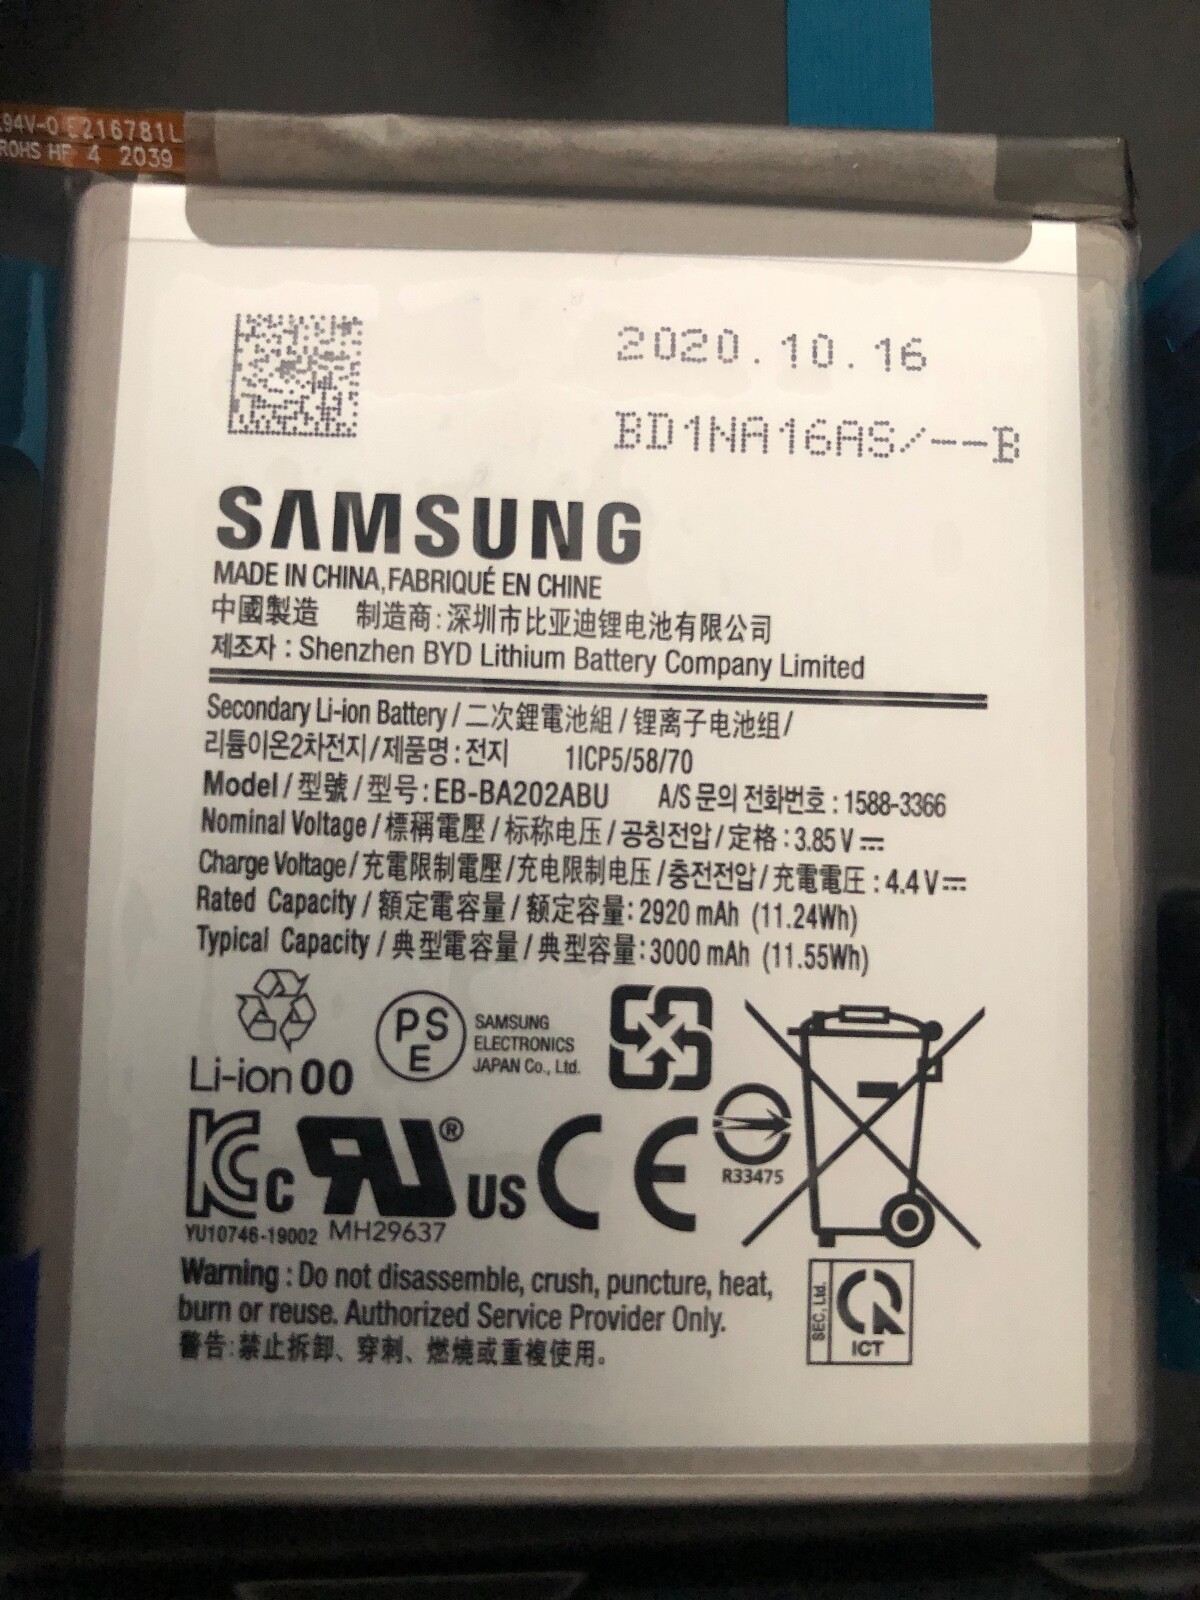 94V-0 E216781L
ROHS HF 4 2039
2020.10.16
BD1NA16AS/--B
SAMSUNG
MADE IN CHINA,FABRIQUÉ EN CHINE
中國製造 制造商:深圳市比亚迪锂电池有限公司
제조자 : Shenzhen BYD Lithium Battery Company Limited
Secondary Li-ion Battery / 二次鋰電池組 / 锂离子电池组/
리튬이온2차전지/제품명 : 전지 1ICP5/58/70
Model / 型號 / 型号 : EB-BA202ABU A/S 문의 전화번호 : 1588-3366
Nominal Voltage / 標稱電壓 / 标称电压 / 공칭전압 / 定格 : 3.85 V ⎓
Charge Voltage / 充電限制電壓 /充电限制电压 / 충전전압 / 充電電圧 : 4.4 V⎓
Rated Capacity / 額定電容量 / 额定容量: 2920 mAh (11.24Wh)
Typical Capacity / 典型電容量 / 典型容量: 3000 mAh (11.55Wh)
PS
E
SAMSUNG
ELECTRONICS
JAPAN Co., Ltd.
Li-ion 00
KC c RU ® US CE
R33475
YU10746-19002 MH29637
Warning : Do not disassemble, crush, puncture, heat,
burn or reuse. Authorized Service Provider Only.
警告:禁止拆卸、穿刺、燃燒或重複使用。
SEC, Ltd.
ICT